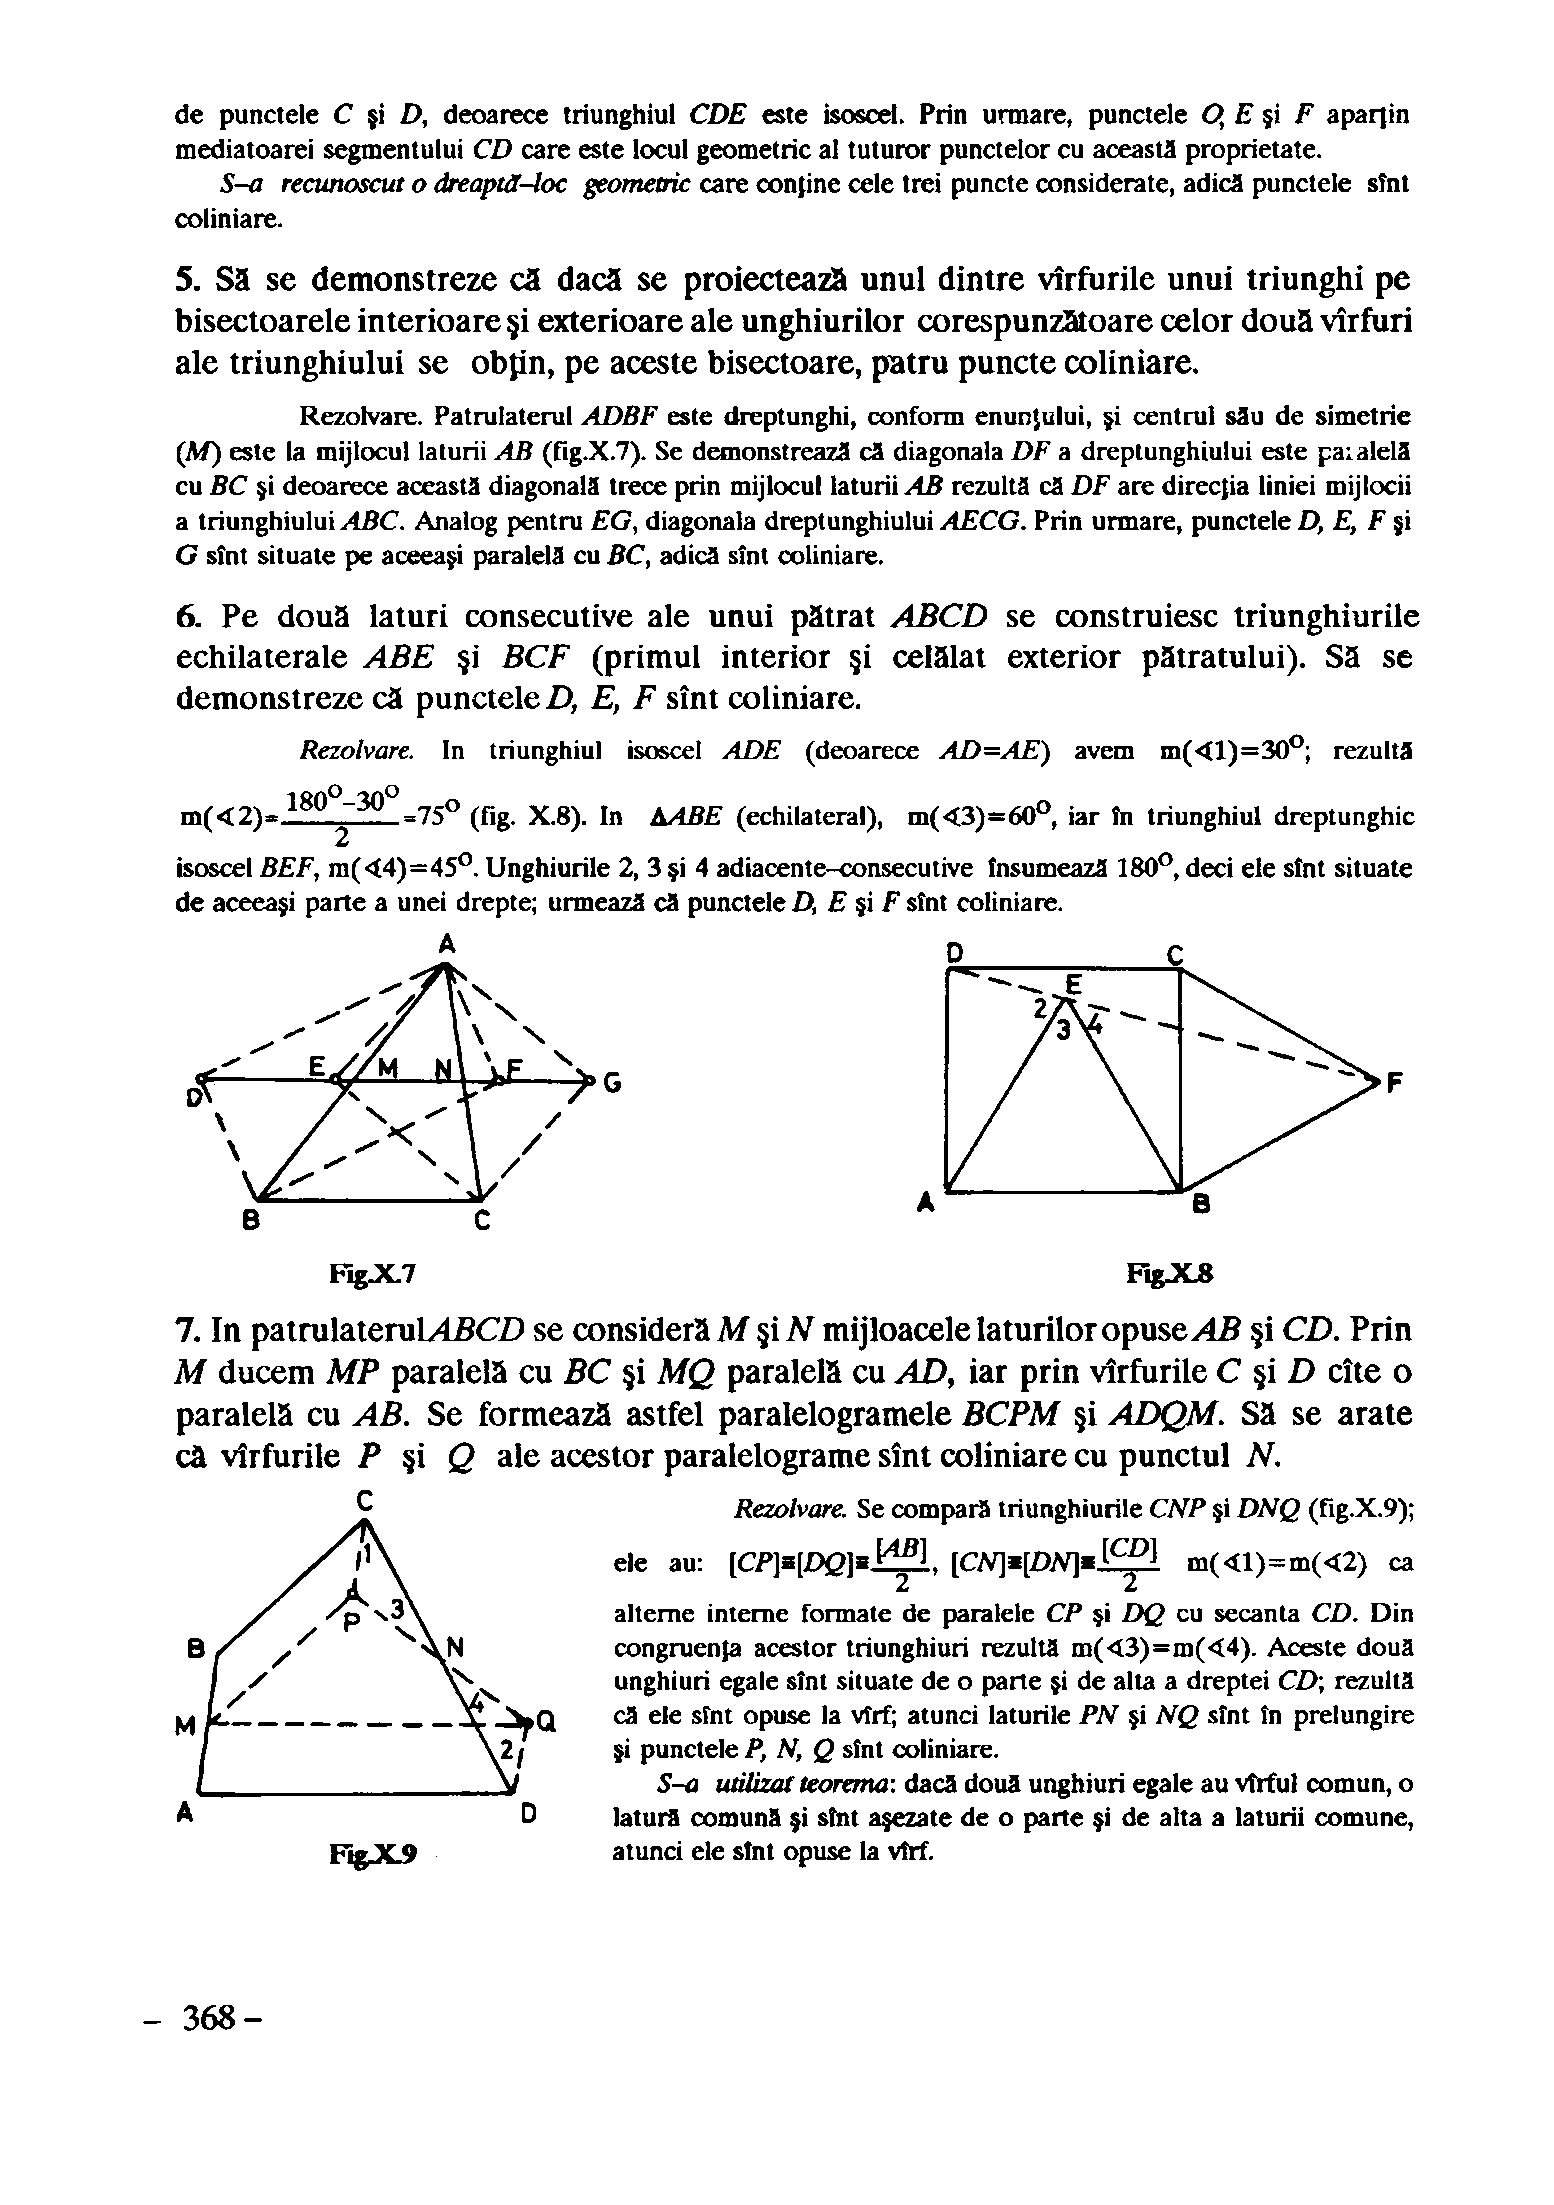 de punctele C şi D, deoarece triunghiul CDE este isoscel. Prin urmare, punctele O, E şi F aparţin
mediatoarei segmentului CD care este locul geometric al tuturor punctelor cu această proprietate.
S-a recunoscut o dreaptă-loc geometric care conţine cele trei puncte considerate, adică punctele sînt
coliniare.
5. Să se demonstreze că dacă se proiectează unul dintre vîrfurile unui triunghi pe
bisectoarele interioare şi exterioare ale unghiurilor corespunzătoare celor două vîrfuri
ale triunghiului se obţin, pe aceste bisectoare, patru puncte coliniare.
Rezolvare. Patrulaterul ADBF este dreptunghi, conform enunţului, şi centrul său de simetrie
(M) este la mijlocul laturii AB (fig.X.7). Se demonstrează că diagonala DF a dreptunghiului este paralelă
cu BC şi deoarece această diagonală trece prin mijlocul laturii AB rezultă că DF are direcţia liniei mijlocii
a triunghiului ABC. Analog pentru EG, diagonala dreptunghiului AECG. Prin urmare, punctele D, E, F şi
G sînt situate pe aceeaşi paralelă cu BC, adică sînt coliniare.
6. Pe două laturi consecutive ale unui pătrat ABCD se construiesc triunghiurile
echilaterale ABE şi BCF (primul interior şi celălat exterior pătratului). Să se
demonstreze că punctele D, E, F sînt coliniare.
Rezolvare. In triunghiul isoscel ADE (deoarece AD=AE) avem m(∢1)=30°; rezultă
m(∢2)=180°-30°/2=75° (fig. X.8). In ΔABE (echilateral), m(∢3)=60°, iar în triunghiul dreptunghic
isoscel BEF, m(∢4)=45°. Unghiurile 2, 3 şi 4 adiacente-consecutive însumează 180°, deci ele sînt situate
de aceeaşi parte a unei drepte; urmează că punctele D, E şi F sînt coliniare.
A
E M N F
D G
B C
Fig.X.7
D C
E
2 3 4
F
A B
Fig.X.8
7. In patrulaterul ABCD se consideră M şi N mijloacele laturilor opuse AB şi CD. Prin
M ducem MP paralelă cu BC şi MQ paralelă cu AD, iar prin vîrfurile C şi D cîte o
paralelă cu AB. Se formează astfel paralelogramele BCPM şi ADQM. Să se arate
că vîrfurile P şi Q ale acestor paralelograme sînt coliniare cu punctul N.
C
1
P 3
B N
4
M Q
2
A D
Fig.X.9
Rezolvare. Se compară triunghiurile CNP şi DNQ (fig.X.9);
ele au: [CP]≡[DQ]≡[AB]/2, [CN]≡[DN]≡[CD]/2 m(∢1)=m(∢2) ca
alterne interne formate de paralele CP şi DQ cu secanta CD. Din
congruenţa acestor triunghiuri rezultă m(∢3)=m(∢4). Aceste două
unghiuri egale sînt situate de o parte şi de alta a dreptei CD; rezultă
că ele sînt opuse la vîrf; atunci laturile PN şi NQ sînt în prelungire
şi punctele P, N, Q sînt coliniare.
S-a utilizat teorema: dacă două unghiuri egale au vîrful comun, o
latură comună şi sînt aşezate de o parte şi de alta a laturii comune,
atunci ele sînt opuse la vîrf.
- 368 -